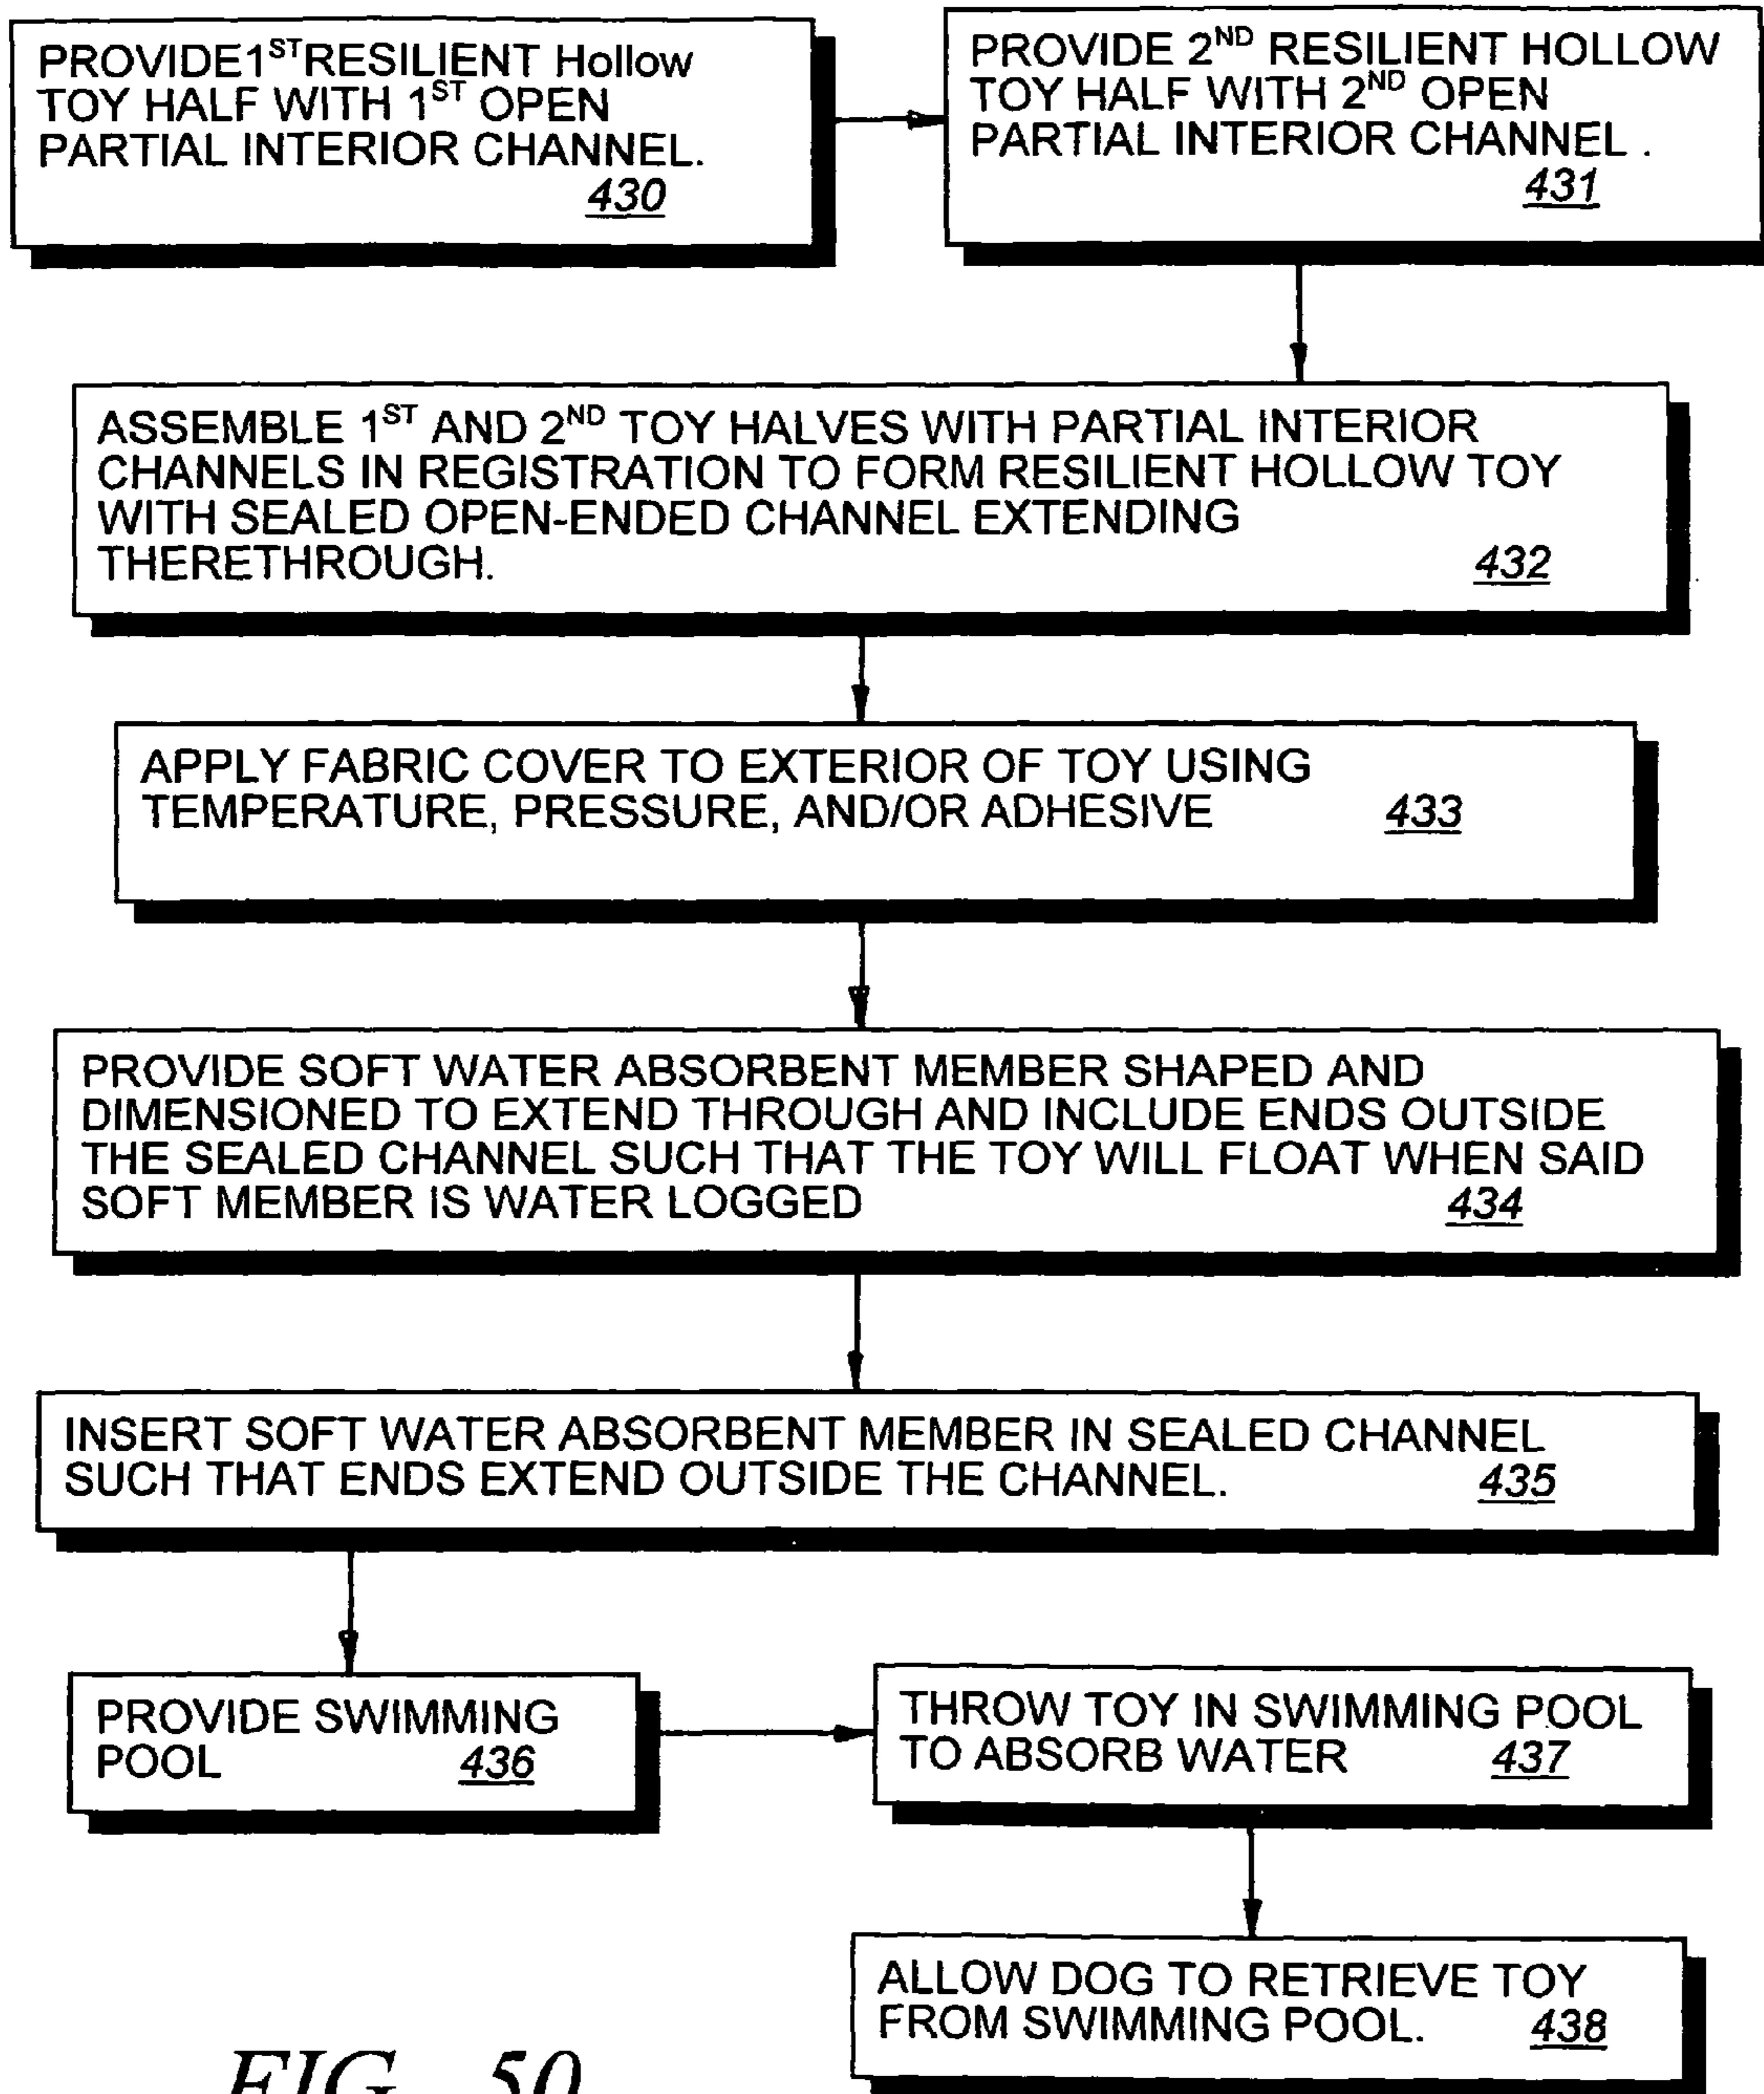 PROVIDE1ST RESILIENT Hollow
TOY HALF WITH 1ST OPEN
PARTIAL INTERIOR CHANNEL.
430
PROVIDE 2ND RESILIENT HOLLOW
TOY HALF WITH 2ND OPEN
PARTIAL INTERIOR CHANNEL .
431
ASSEMBLE 1ST AND 2ND TOY HALVES WITH PARTIAL INTERIOR
CHANNELS IN REGISTRATION TO FORM RESILIENT HOLLOW TOY
WITH SEALED OPEN-ENDED CHANNEL EXTENDING
THERETHROUGH. 432
APPLY FABRIC COVER TO EXTERIOR OF TOY USING
TEMPERATURE, PRESSURE, AND/OR ADHESIVE 433
PROVIDE SOFT WATER ABSORBENT MEMBER SHAPED AND
DIMENSIONED TO EXTEND THROUGH AND INCLUDE ENDS OUTSIDE
THE SEALED CHANNEL SUCH THAT THE TOY WILL FLOAT WHEN SAID
SOFT MEMBER IS WATER LOGGED 434
INSERT SOFT WATER ABSORBENT MEMBER IN SEALED CHANNEL
SUCH THAT ENDS EXTEND OUTSIDE THE CHANNEL. 435
PROVIDE SWIMMING
POOL 436
THROW TOY IN SWIMMING POOL
TO ABSORB WATER 437
ALLOW DOG TO RETRIEVE TOY
FROM SWIMMING POOL. 438
FIG. 50